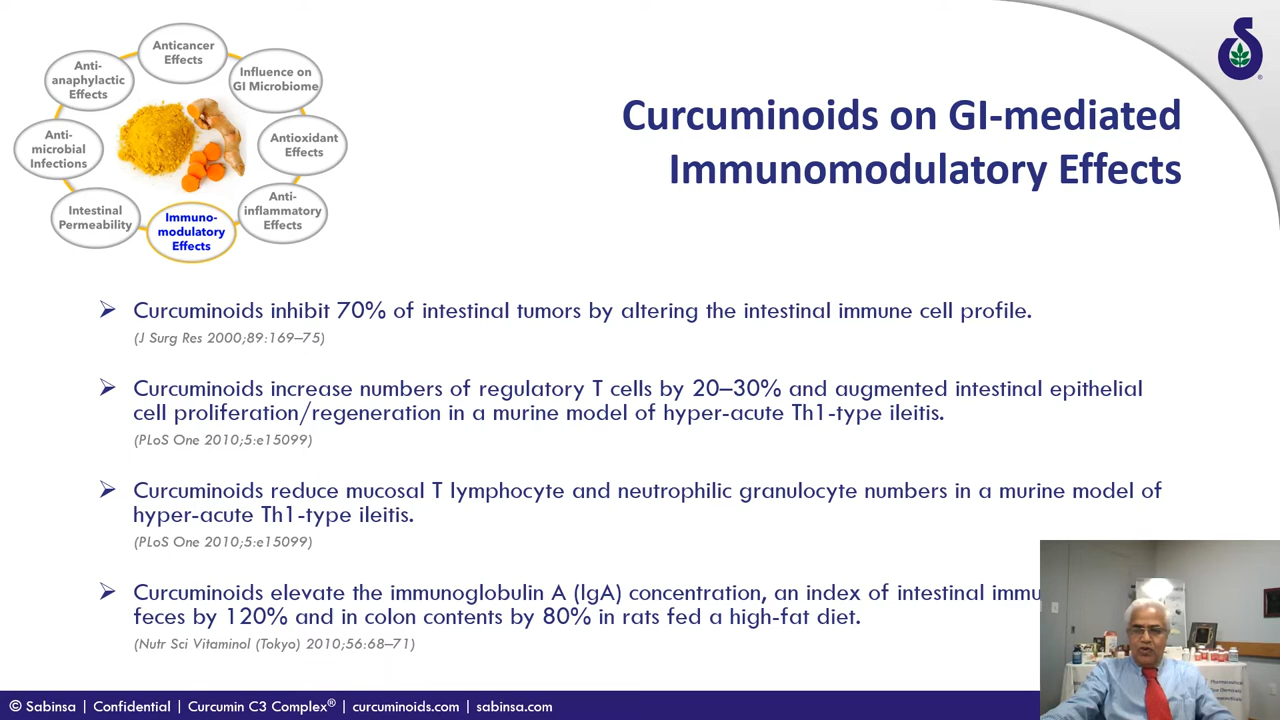 Anticancer
Effects
Influence on
GI Microbiome
Antioxidant
Effects
Anti-
inflammatory
Effects
Immuno-
modulatory
Effects
Intestinal
Permeability
Anti-
microbial
Infections
Anti-
anaphylactic
Effects
®
Curcuminoids on GI-mediated
Immunomodulatory Effects
➢ Curcuminoids inhibit 70% of intestinal tumors by altering the intestinal immune cell profile.
(J Surg Res 2000;89:169–75)
➢ Curcuminoids increase numbers of regulatory T cells by 20–30% and augmented intestinal epithelial
cell proliferation/regeneration in a murine model of hyper-acute Th1-type ileitis.
(PLoS One 2010;5:e15099)
➢ Curcuminoids reduce mucosal T lymphocyte and neutrophilic granulocyte numbers in a murine model of
hyper-acute Th1-type ileitis.
(PLoS One 2010;5:e15099)
➢ Curcuminoids elevate the immunoglobulin A (IgA) concentration, an index of intestinal immu
feces by 120% and in colon contents by 80% in rats fed a high-fat diet.
(Nutr Sci Vitaminol (Tokyo) 2010;56:68–71)
© Sabinsa | Confidential | Curcumin C3 Complex® | curcuminoids.com | sabinsa.com